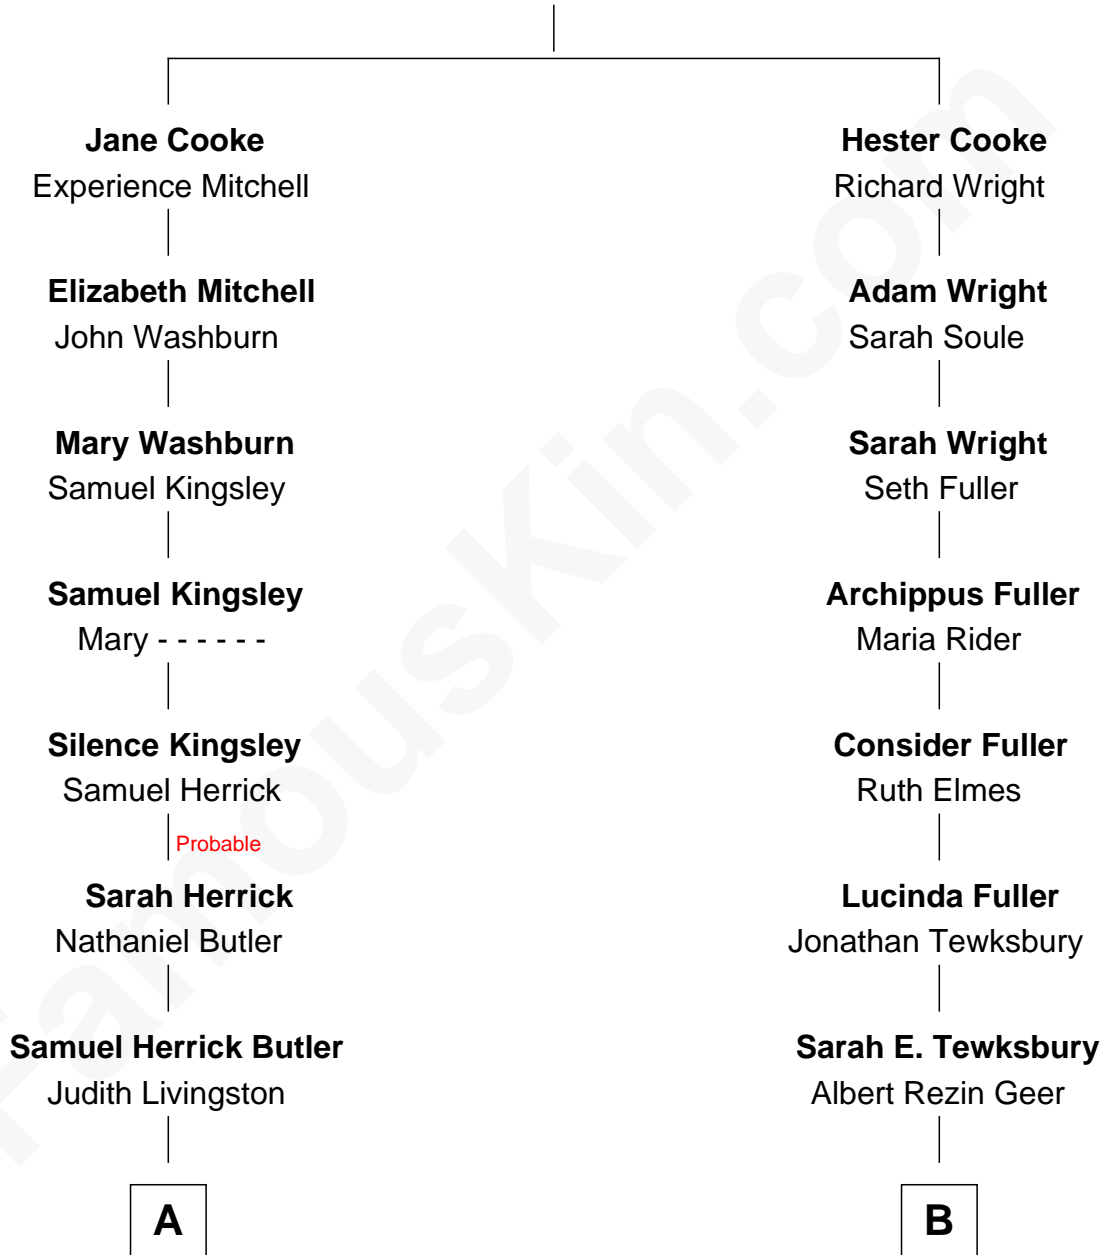 Jane Cooke
Experience Mitchell
Hester Cooke
Richard Wright
Elizabeth Mitchell
John Washburn
Adam Wright
Sarah Soule
Mary Washburn
Samuel Kingsley
Sarah Wright
Seth Fuller
Samuel Kingsley
Mary - - - - - -
Archippus Fuller
Maria Rider
Silence Kingsley
Samuel Herrick
Consider Fuller
Ruth Elmes
Probable
Sarah Herrick
Nathaniel Butler
Lucinda Fuller
Jonathan Tewksbury
Samuel Herrick Butler
Judith Livingston
Sarah E. Tewksbury
Albert Rezin Geer
A
B
FamousKin.com